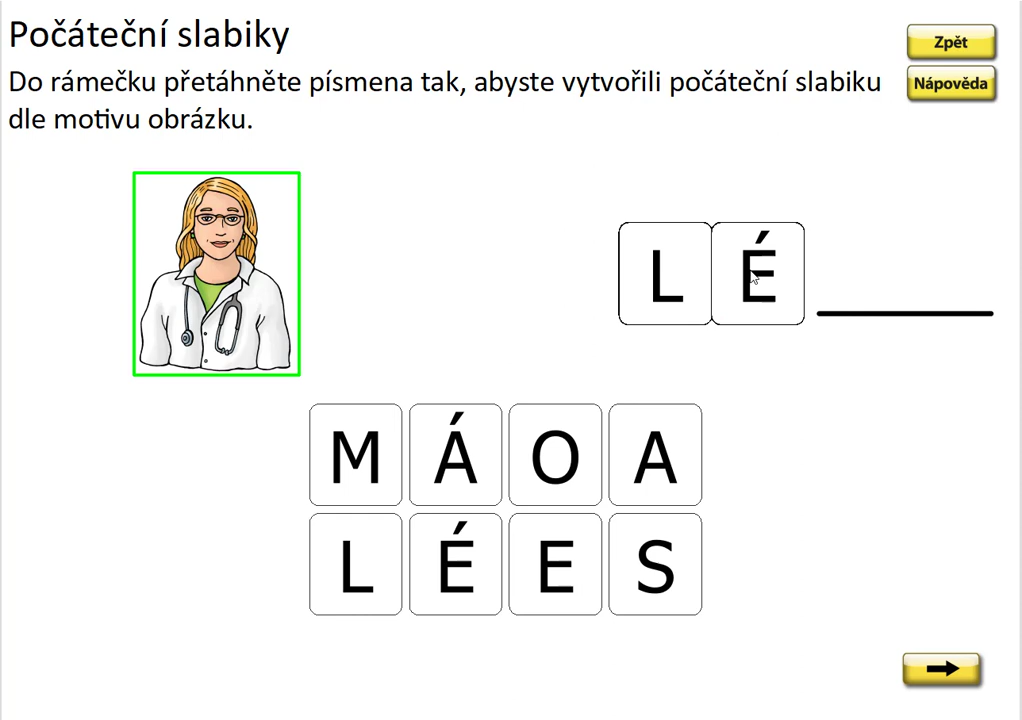 Počáteční slabiky
Zpět
Do rámečku přetáhněte písmena tak, abyste vytvořili počáteční slabiku
Nápověda
dle motivu obrázku.
L É
M Á O A
L É E S